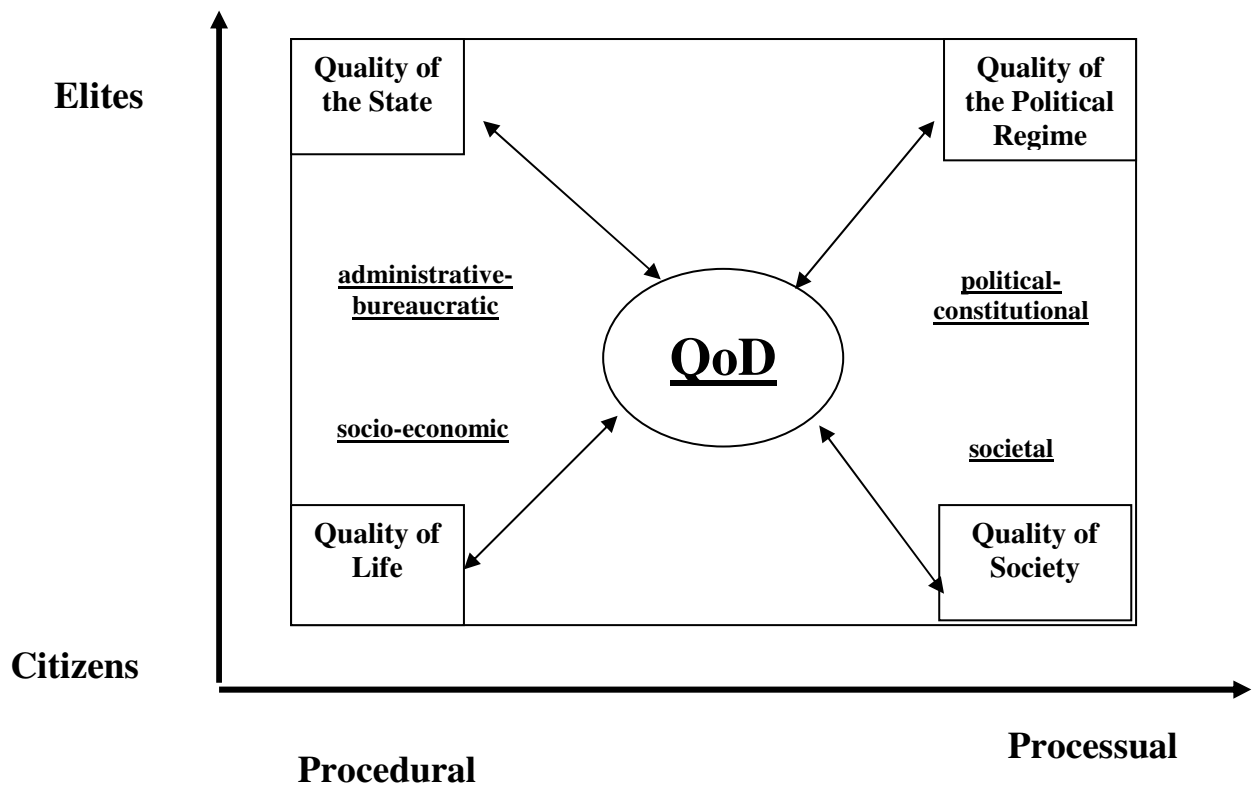 Elites
Quality of
the State
Quality of
the Political
Regime
administrative-
bureaucratic
political-
constitutional
QoD
socio-economic
societal
Quality of
Life
Quality of
Society
Citizens
Procedural
Processual